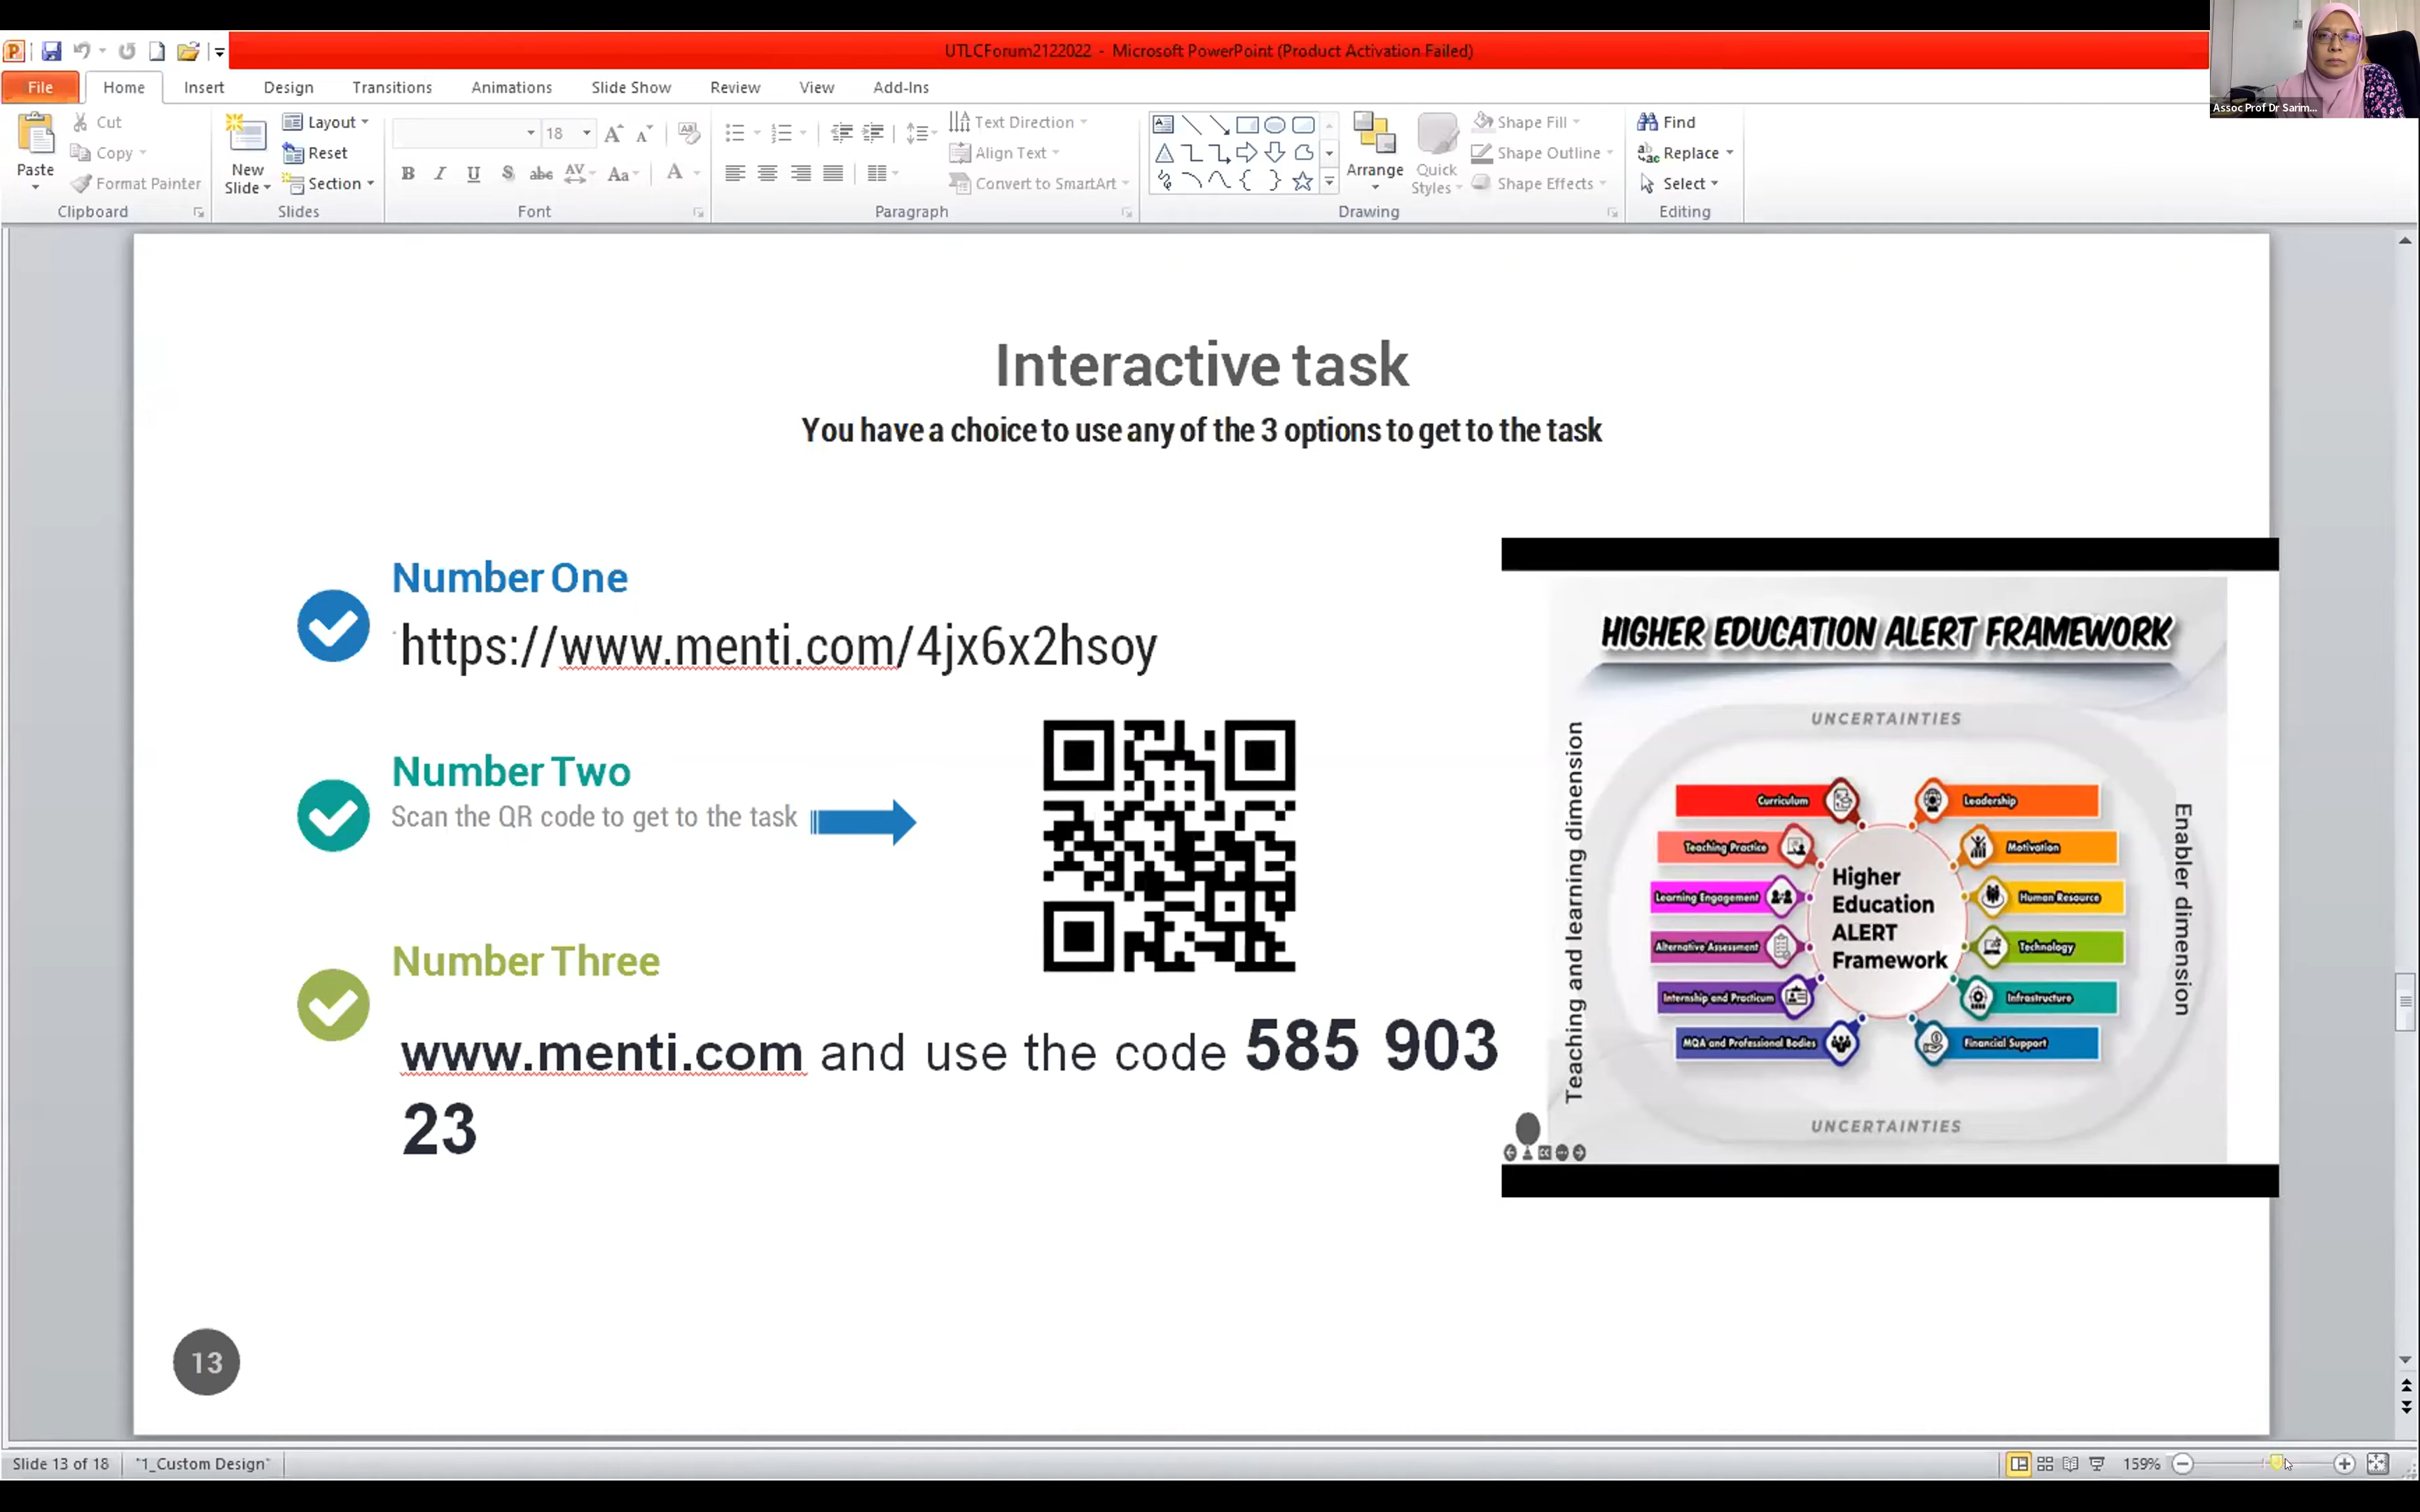 UTLCForum2122022 - Microsoft PowerPoint (Product Activation Failed)
Assoc Prof Dr Sarim...
File Home Insert Design Transitions Animations Slide Show Review View Add-Ins
Paste
Cut
Copy
Format Painter
Clipboard
New Slide
Layout
Reset
Section
Slides
18
Font
Text Direction
Align Text
Convert to SmartArt
Paragraph
Arrange
Quick Styles
Shape Fill
Shape Outline
Shape Effects
Drawing
Find
Replace
Select
Editing
Interactive task
You have a choice to use any of the 3 options to get to the task
Number One
https://www.menti.com/4jx6x2hsoy
Number Two
Scan the QR code to get to the task
Number Three
www.menti.com and use the code 585 903
23
HIGHER EDUCATION ALERT FRAMEWORK
UNCERTAINTIES
Teaching and learning dimension
Curriculum
Teaching Practice
Learning Engagement
Alternative Assessment
Internship and Practicum
MQA and Professional Bodies
Higher
Education
ALERT
Framework
Leadership
Motivation
Human Resource
Technology
Infrastructure
Financial Support
Enabler dimension
UNCERTAINTIES
13
Slide 13 of 18 "1_Custom Design" 159%